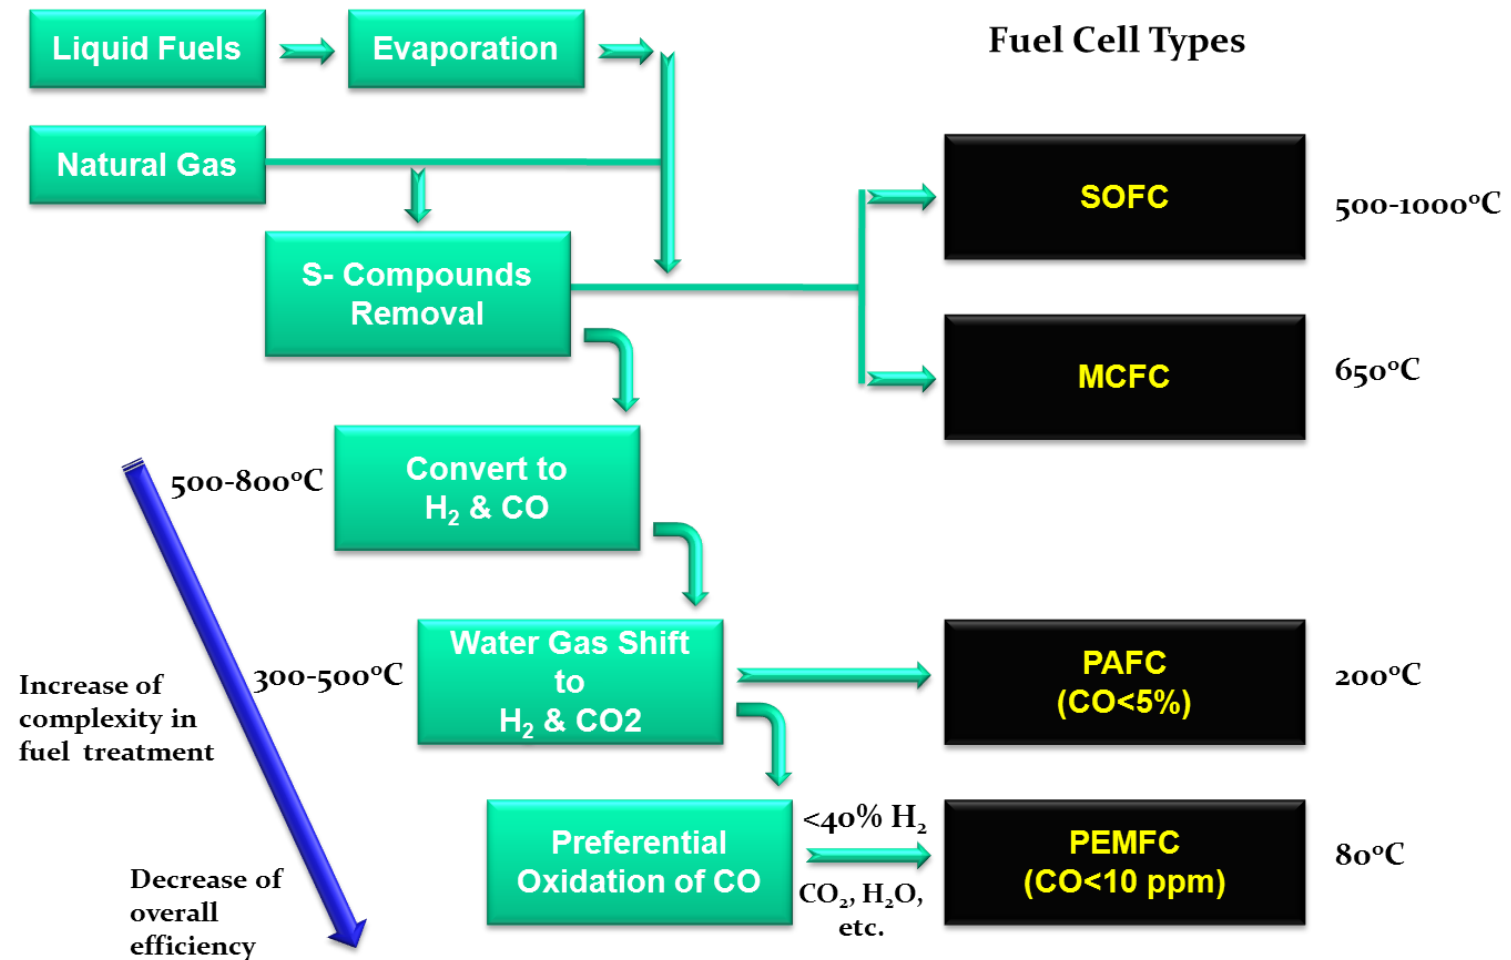 Fuel Cell Types
Liquid Fuels
Evaporation
Natural Gas
SOFC
500-1000°C
S- Compounds
Removal
MCFC
650°C
500-800°C
Convert to
H₂ & CO
300-500°C
Water Gas Shift
to
H₂ & CO2
PAFC
(CO<5%)
200°C
Increase of
complexity in
fuel treatment
Preferential
Oxidation of CO
<40% H₂
CO₂, H₂O,
etc.
PEMFC
(CO<10 ppm)
80°C
Decrease of
overall
efficiency